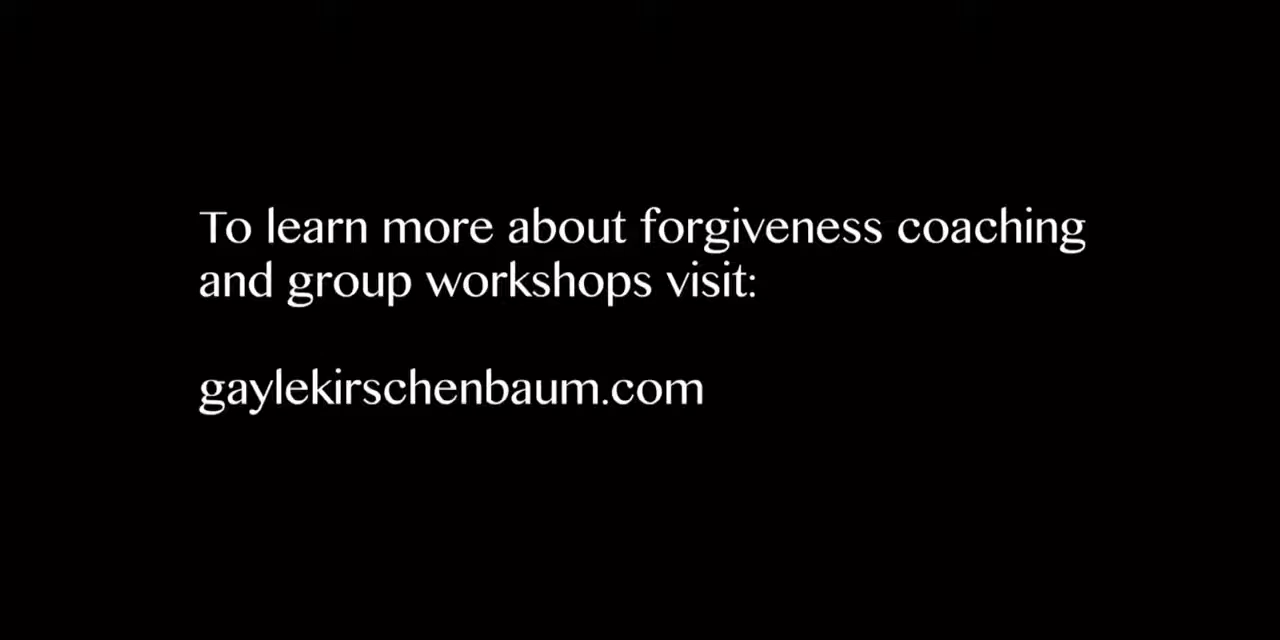 To learn more about forgiveness coaching
and group workshops visit:
gaylekirschenbaum.com